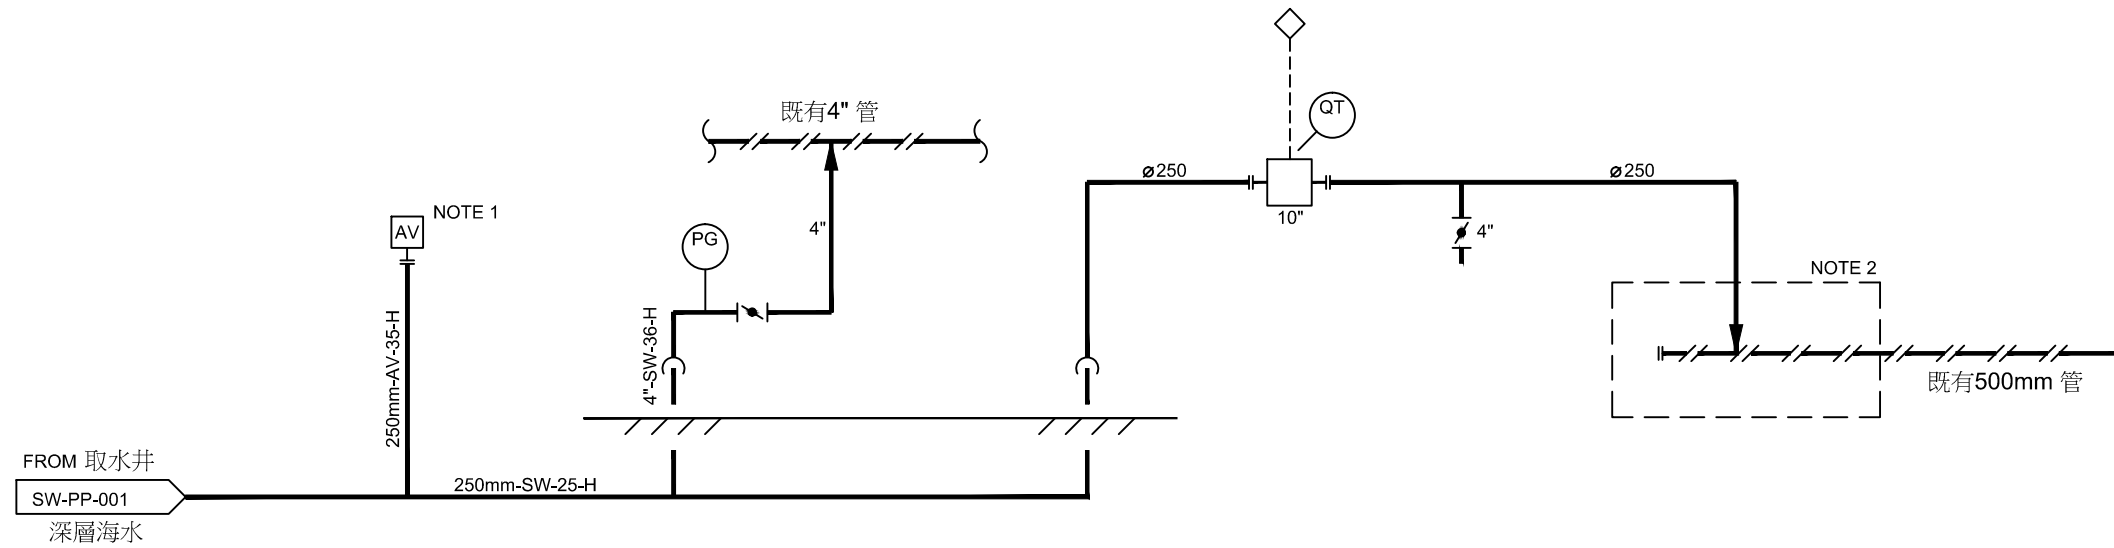 既有4" 管
QT
ø250
ø250
10"
NOTE 1
AV
4"
PG
4"
NOTE 2
250mm-AV-35-H
4"-SW-36-H
既有500mm 管
FROM 取水井
250mm-SW-25-H
SW-PP-001
深層海水